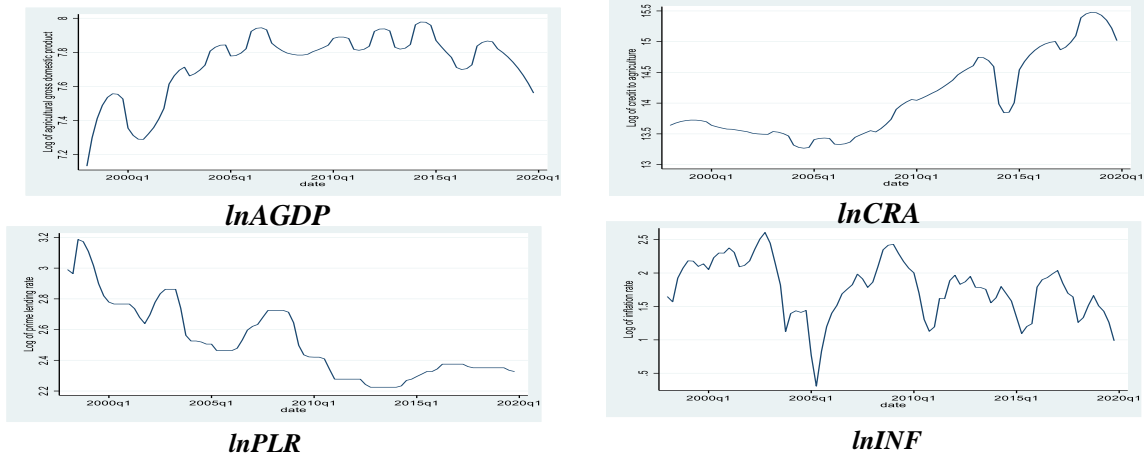 Log of agricultural gross domestic product
8
7.8
7.6
7.4
7.2
2000q1 2005q1 2010q1 2015q1 2020q1
date
lnAGDP
Log of credit to agriculture
15.5
15
14.5
14
13.5
13
2000q1 2005q1 2010q1 2015q1 2020q1
date
lnCRA
Log of prime lending rate
3.2
3
2.8
2.6
2.4
2.2
2000q1 2005q1 2010q1 2015q1 2020q1
date
lnPLR
Log of inflation rate
2.5
2
1.5
1
.5
2000q1 2005q1 2010q1 2015q1 2020q1
date
lnINF